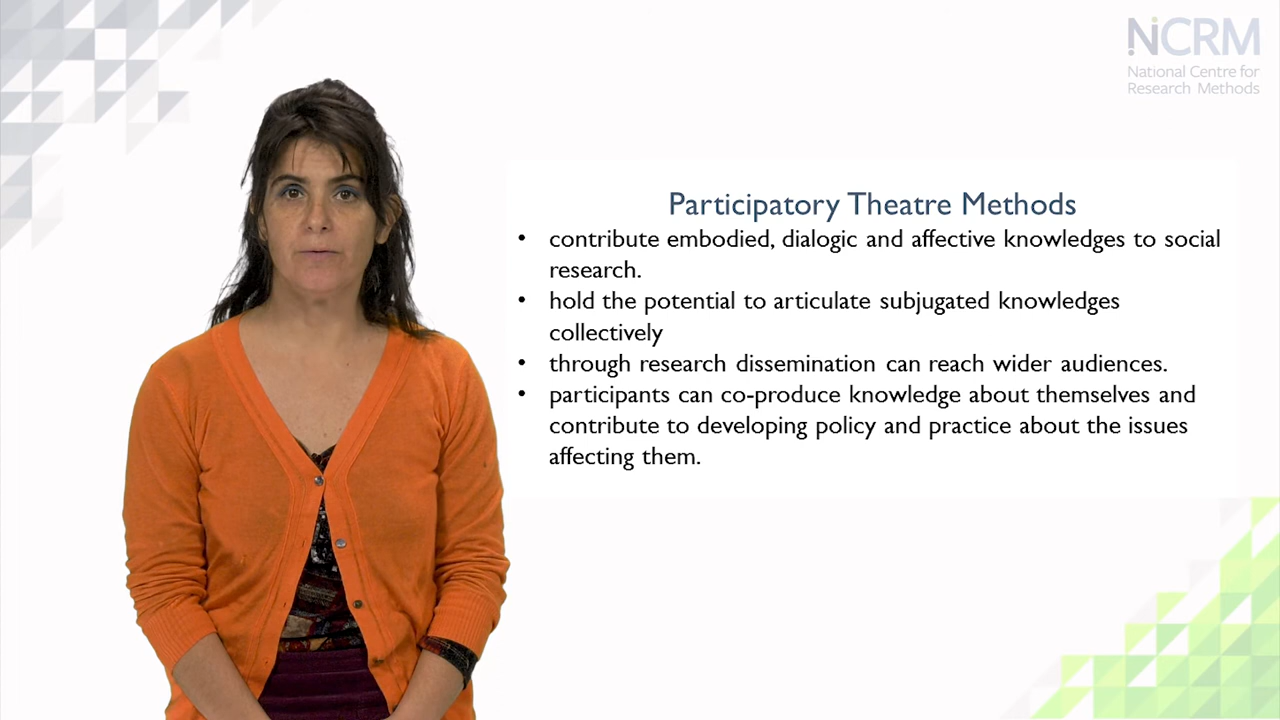 NCRM
National Centre for
Research Methods
Participatory Theatre Methods
• contribute embodied, dialogic and affective knowledges to social
research.
• hold the potential to articulate subjugated knowledges
collectively
• through research dissemination can reach wider audiences.
• participants can co-produce knowledge about themselves and
contribute to developing policy and practice about the issues
affecting them.